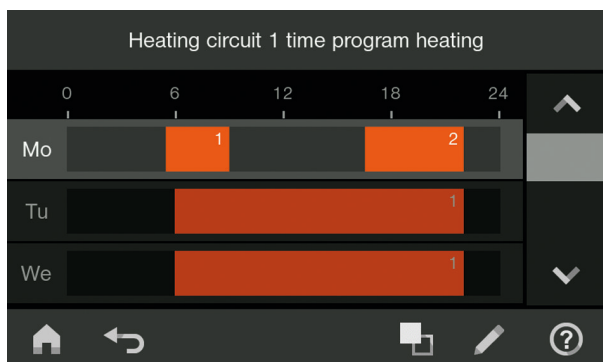 Heating circuit 1 time program heating
0 6 12 18 24
Mo 1 2
Tu 1
We 1
?